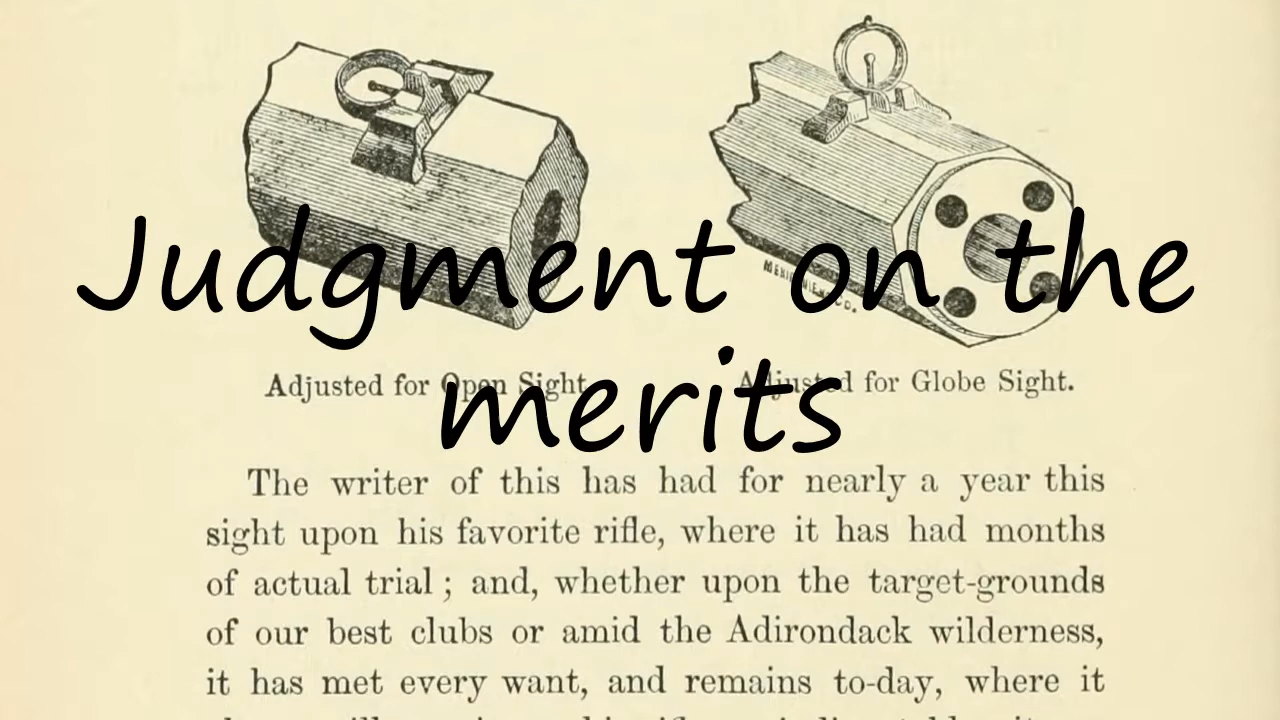 Judgment on the
merits
Adjusted for Open Sight.
Adjusted for Globe Sight.
The writer of this has had for nearly a year this
sight upon his favorite rifle, where it has had months
of actual trial ; and, whether upon the target-grounds
of our best clubs or amid the Adirondack wilderness,
it has met every want, and remains to-day, where it